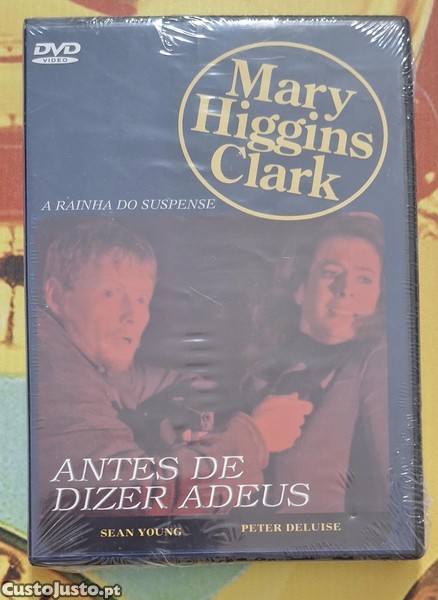 DVD
VIDEO
Mary
Higgins
Clark
A RAINHA DO SUSPENSE
ANTES DE
DIZER ADEUS
SEAN YOUNG PETER DELUISE
CustoJusto.pt